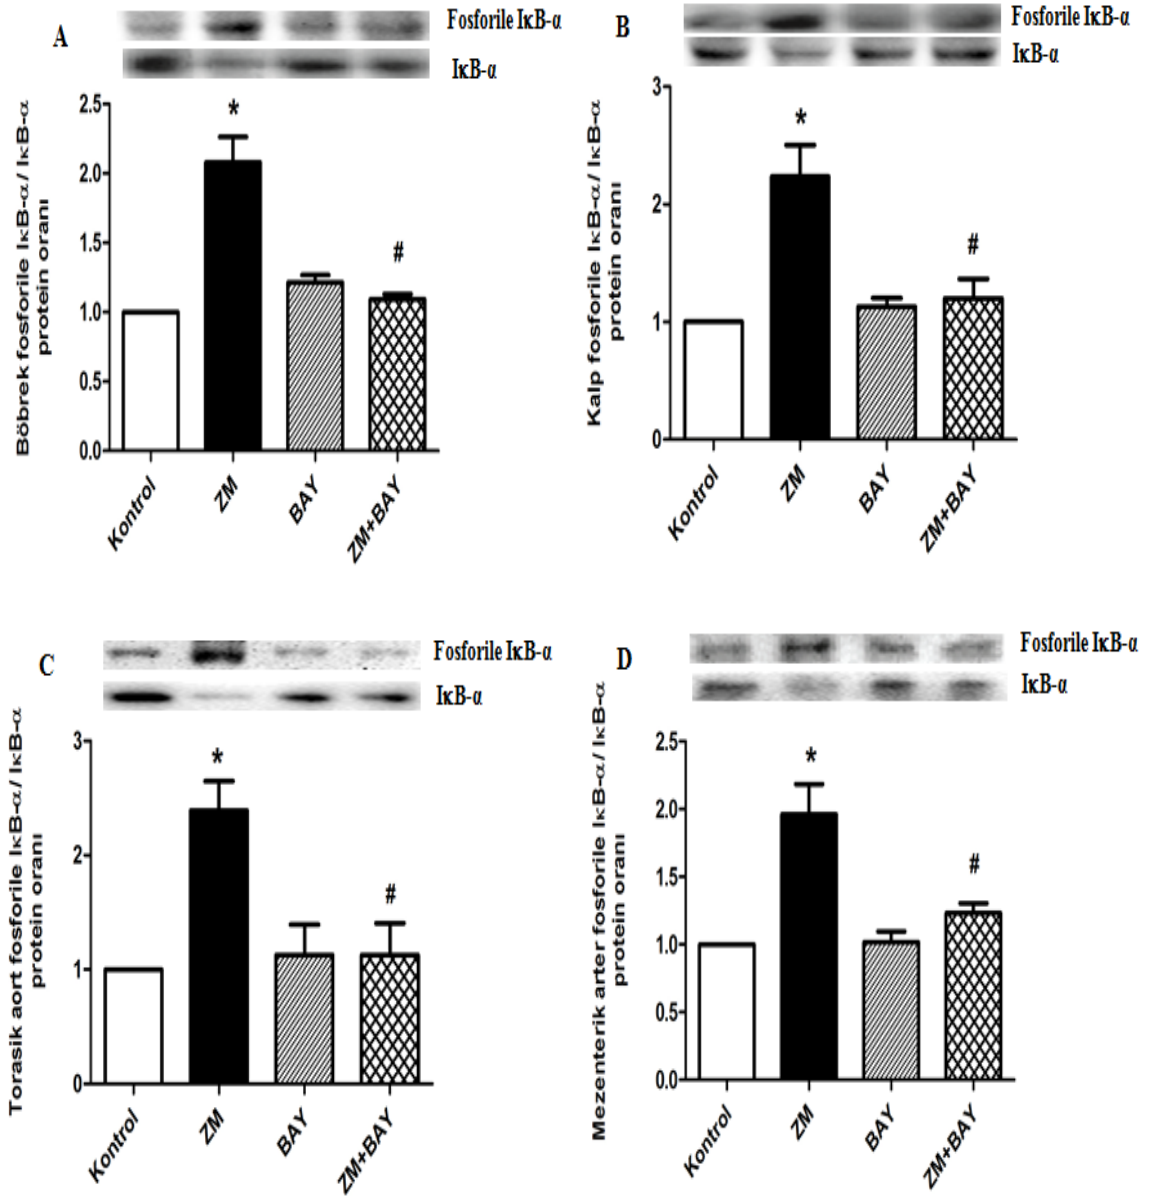 A
Fosforile IκB-α
IκB-α
Böbrek fosforile IκB-α/ IκB-α
protein oranı
2.5
2.0
1.5
1.0
0.5
0.0
*
#
Kontrol
ZM
BAY
ZM+BAY
B
Fosforile IκB-α
IκB-α
Kalp fosforile IκB-α/ IκB-α
protein oranı
3
2
1
0
*
#
Kontrol
ZM
BAY
ZM+BAY
C
Fosforile IκB-α
IκB-α
Torasik aort fosforile IκB-α/ IκB-α
protein oranı
3
2
1
0
*
#
Kontrol
ZM
BAY
ZM+BAY
D
Fosforile IκB-α
IκB-α
Mezenterik arter fosforile IκB-α/ IκB-α
protein oranı
2.5
2.0
1.5
1.0
0.5
0.0
*
#
Kontrol
ZM
BAY
ZM+BAY